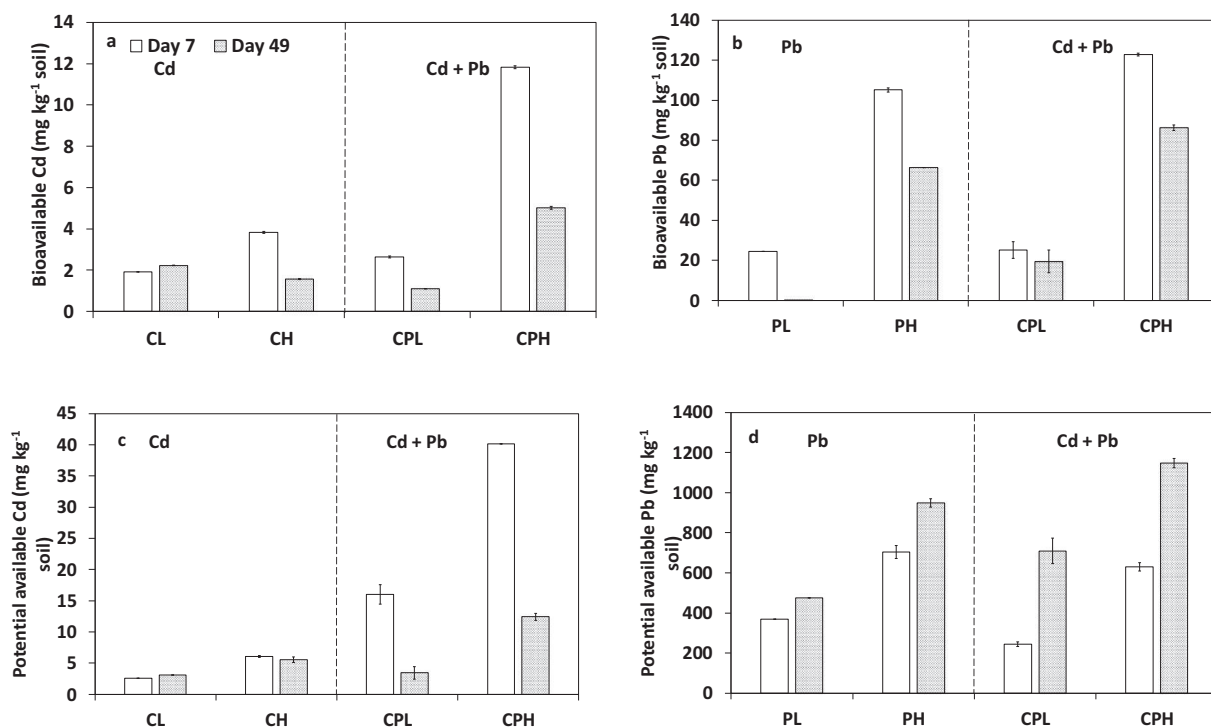 a Day 7 Day 49
Cd
Cd + Pb
Bioavailable Cd (mg kg-1 soil)
14
12
10
8
6
4
2
0
CL CH CPL CPH
b Pb Cd + Pb
Bioavailable Pb (mg kg-1 soil)
140
120
100
80
60
40
20
0
PL PH CPL CPH
c Cd Cd + Pb
Potential available Cd (mg kg-1
soil)
45
40
35
30
25
20
15
10
5
0
CL CH CPL CPH
d Pb Cd + Pb
Potential available Pb (mg kg-1
soil)
1400
1200
1000
800
600
400
200
0
PL PH CPL CPH